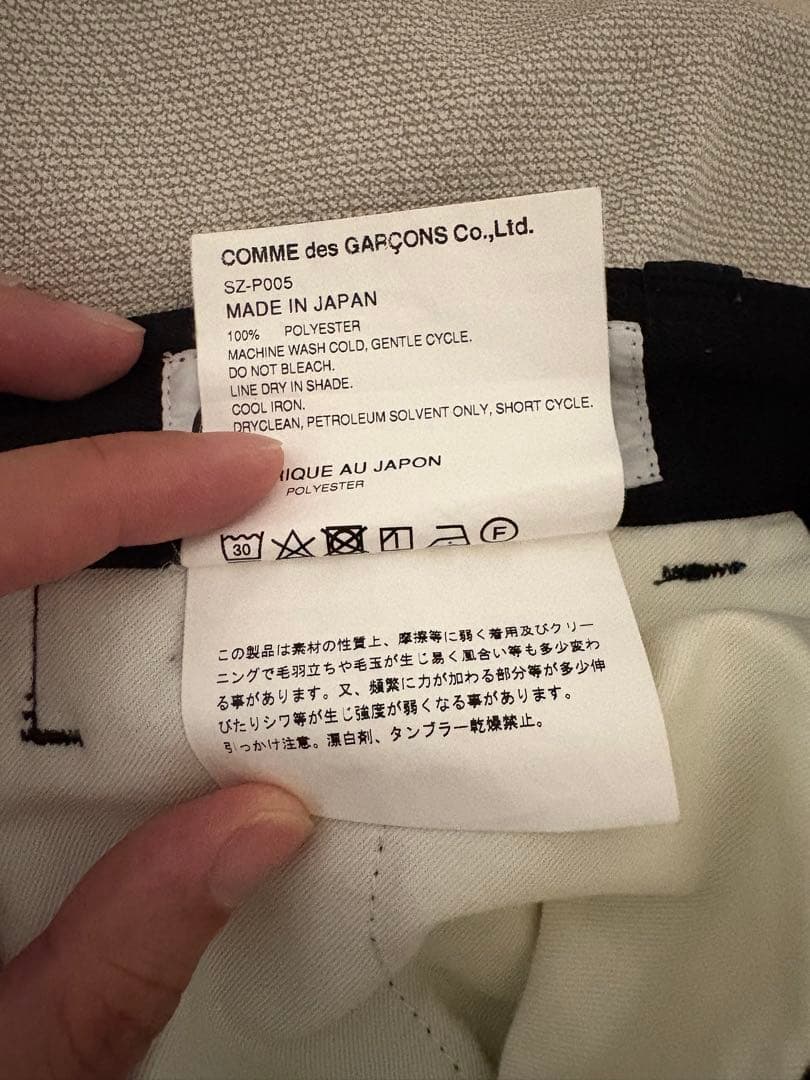 COMME des GARÇONS Co.,Ltd.
SZ-P005
MADE IN JAPAN
100% POLYESTER
MACHINE WASH COLD, GENTLE CYCLE.
DO NOT BLEACH.
LINE DRY IN SHADE.
COOL IRON.
DRYCLEAN, PETROLEUM SOLVENT ONLY, SHORT CYCLE.
AU JAPON
POLYESTER
30 F
この製品は素材の性質上、摩擦等に弱く着用及びクリー
ニングで毛羽立ちや毛玉が生じ易く風合い等も多少変わ
る事があります。又、頻繁に力が加わる部分等が多少伸
びたりシワ等が生じ強度が弱くなる事があります。
引っかけ注意。漂白剤、タンブラー乾燥禁止。